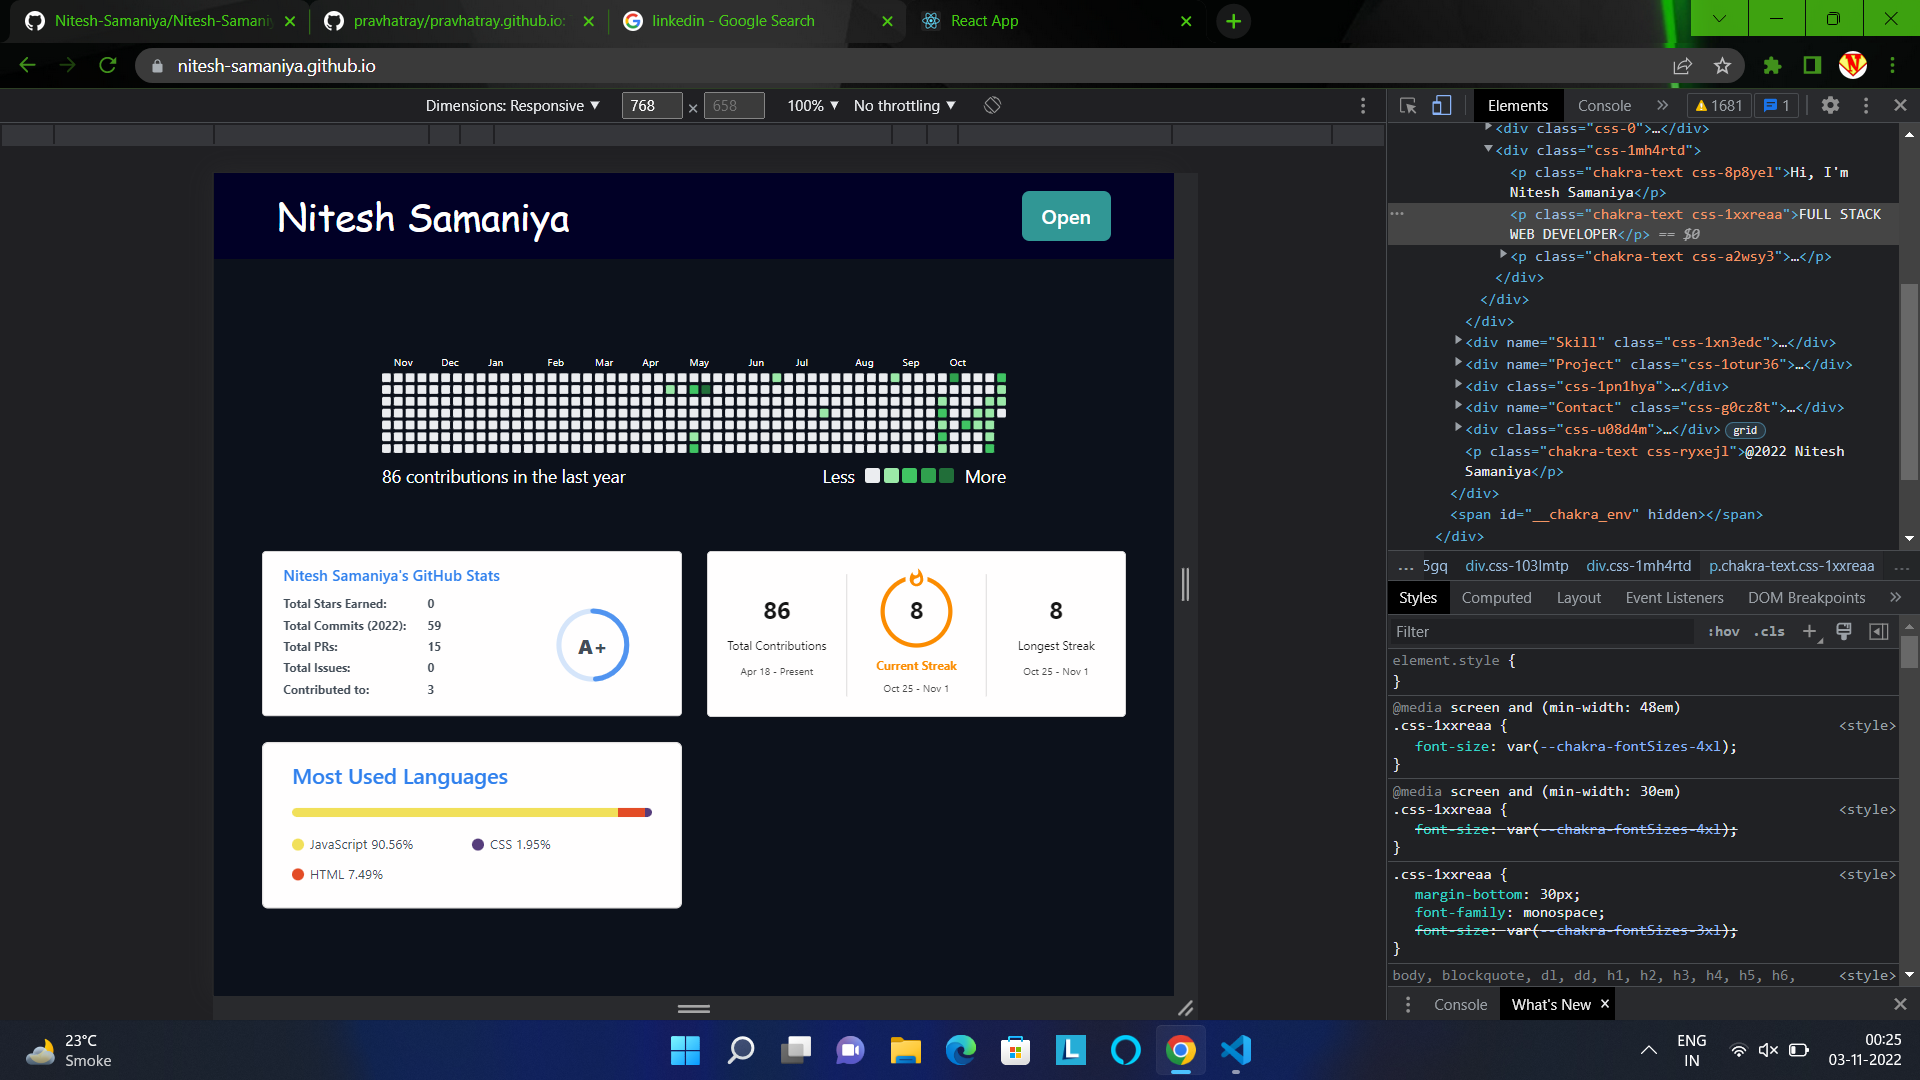 Nitesh-Samaniya/Nitesh-Samaniy
pravhatray/pravhatray.github.io:
linkedin - Google Search
React App
nitesh-samaniya.github.io
Dimensions: Responsive ▼ 768 × 658 100% ▼ No throttling ▼
Elements Console » 1681 1
<div class="css-0">…</div>
<div class="css-1mh4rtd">
<p class="chakra-text css-8p8yel">Hi, I'm
Nitesh Samaniya</p>
<p class="chakra-text css-1xxreaa">FULL STACK
WEB DEVELOPER</p> == $0
<p class="chakra-text css-a2wsy3">…</p>
</div>
</div>
</div>
<div name="Skill" class="css-1xn3edc">…</div>
<div name="Project" class="css-1otur36">…</div>
<div class="css-1pn1hya">…</div>
<div name="Contact" class="css-g0cz8t">…</div>
<div class="css-u08d4m">…</div> grid
<p class="chakra-text css-ryxejl">@2022 Nitesh
Samaniya</p>
</div>
<span id="__chakra_env" hidden></span>
</div>
… 5gq div.css-103lmtp div.css-1mh4rtd p.chakra-text.css-1xxreaa …
Styles Computed Layout Event Listeners DOM Breakpoints »
Filter :hov .cls
element.style {
}
@media screen and (min-width: 48em)
.css-1xxreaa { <style>
font-size: var(--chakra-fontSizes-4xl);
}
@media screen and (min-width: 30em)
.css-1xxreaa { <style>
font-size: var(--chakra-fontSizes-4xl);
}
.css-1xxreaa { <style>
margin-bottom: 30px;
font-family: monospace;
font-size: var(--chakra-fontSizes-3xl);
}
body, blockquote, dl, dd, h1, h2, h3, h4, h5, h6, <style>
Console What's New ×
Nitesh Samaniya
Open
Nov Dec Jan Feb Mar Apr May Jun Jul Aug Sep Oct
86 contributions in the last year
Less More
Nitesh Samaniya's GitHub Stats
Total Stars Earned: 0
Total Commits (2022): 59
Total PRs: 15
Total Issues: 0
Contributed to: 3
A+
86
Total Contributions
Apr 18 - Present
8
Current Streak
Oct 25 - Nov 1
8
Longest Streak
Oct 25 - Nov 1
Most Used Languages
JavaScript 90.56%
CSS 1.95%
HTML 7.49%
23°C
Smoke
ENG
IN
00:25
03-11-2022